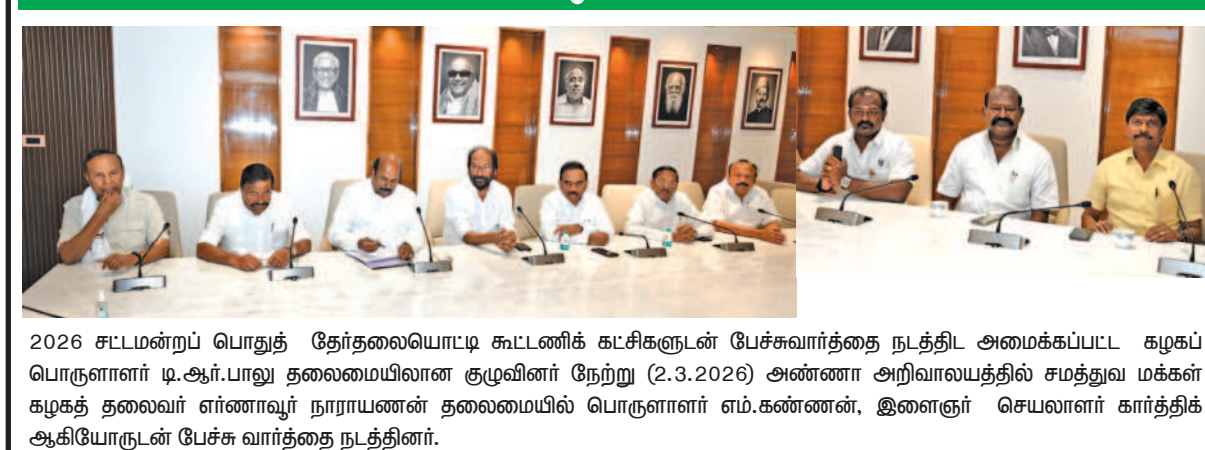 2026 சட்டமன்றப் பொதுத் தேர்தலையொட்டி கூட்டணிக் கட்சிகளுடன் பேச்சுவார்த்தை நடத்திட அமைக்கப்பட்ட கழகப்
பொருளாளர் டி.ஆர்.பாலு தலைமையிலான குழுவினர் நேற்று (2.3.2026) அண்ணா அறிவாலயத்தில் சமத்துவ மக்கள்
கழகத் தலைவர் எர்ணாவூர் நாராயணன் தலைமையில் பொருளாளர் எம்.கண்ணன், இளைஞர் செயலாளர் கார்த்திக்
ஆகியோருடன் பேச்சு வார்த்தை நடத்தினர்.